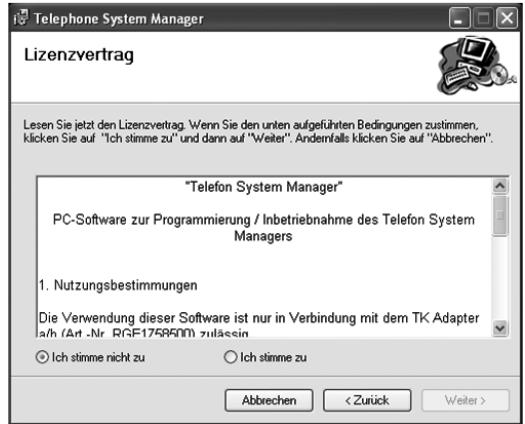 Telephone System Manager
Lizenzvertrag
Lesen Sie jetzt den Lizenzvertrag. Wenn Sie den unten aufgeführten Bedingungen zustimmen,
klicken Sie auf "Ich stimme zu" und dann auf "Weiter". Andernfalls klicken Sie auf "Abbrechen".
"Telefon System Manager"
PC-Software zur Programmierung / Inbetriebnahme des Telefon System
Managers
1. Nutzungsbestimmungen
Die Verwendung dieser Software ist nur in Verbindung mit dem TK Adapter
a/b (Art.-Nr. RGE1758500) zulässig
Ich stimme nicht zu
Ich stimme zu
Abbrechen
< Zurück
Weiter >